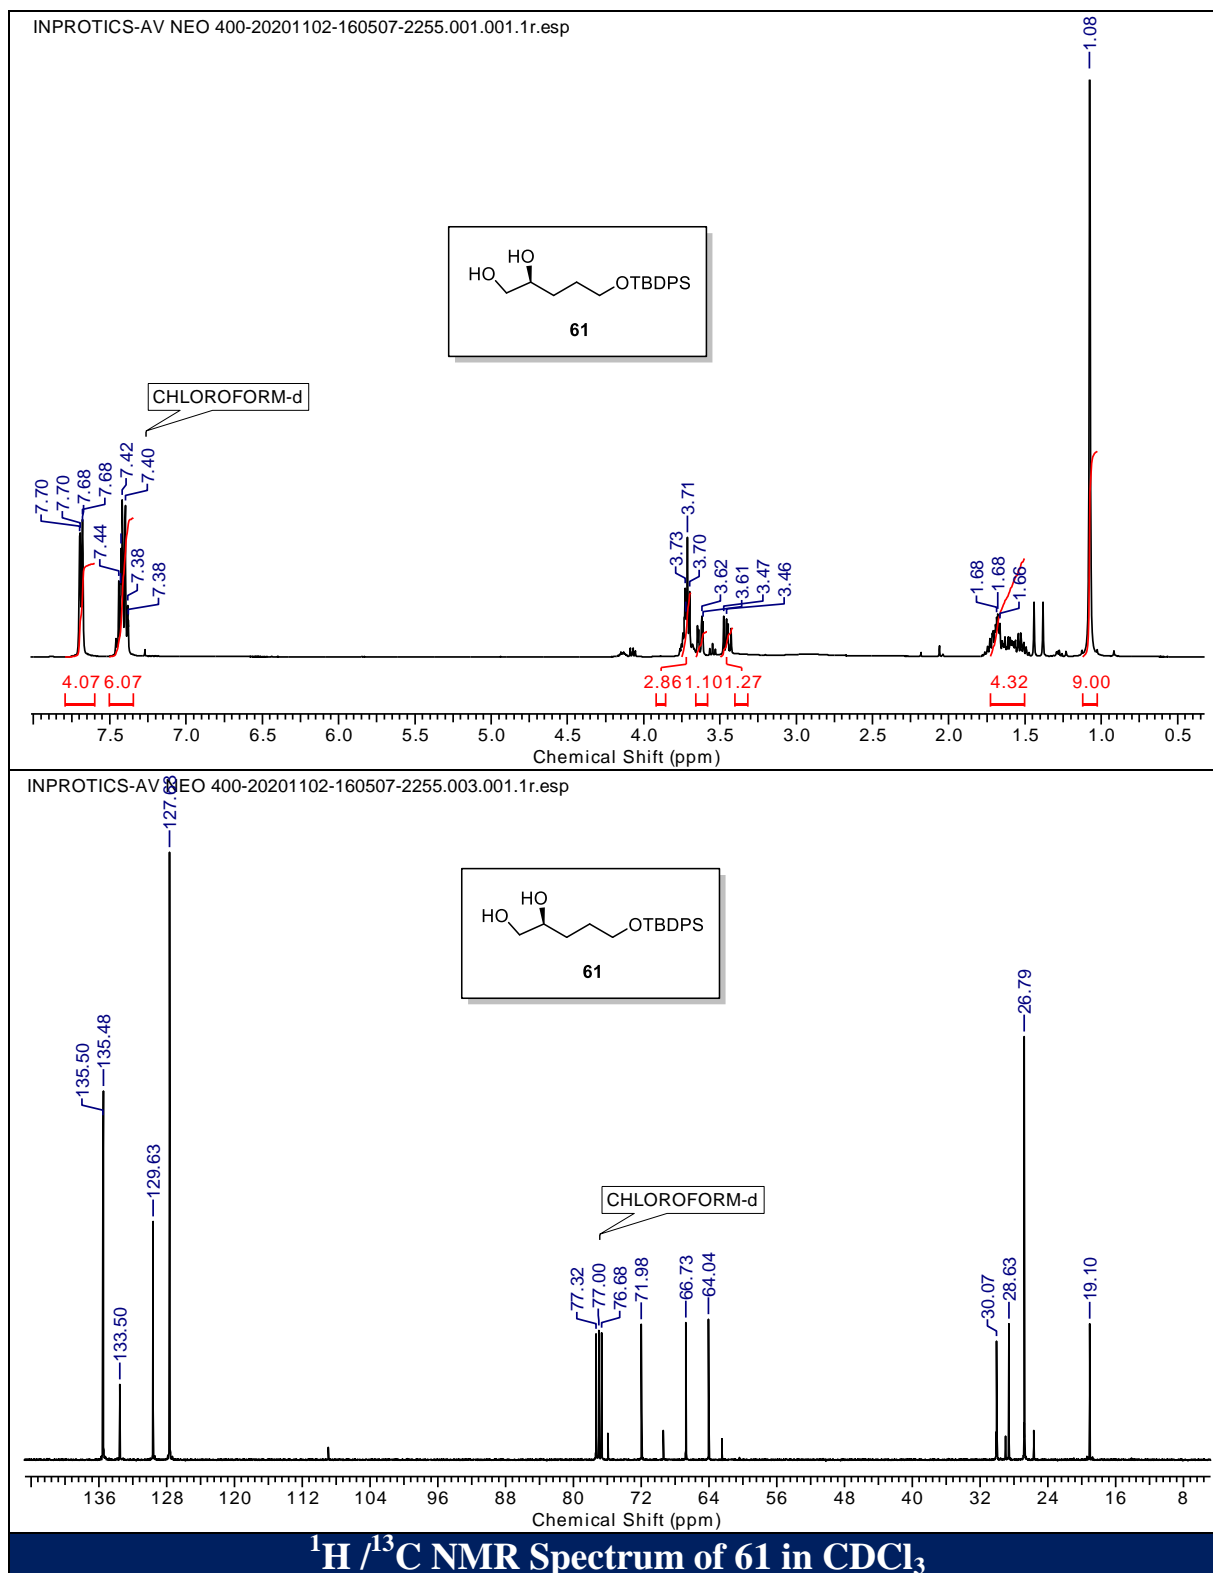 INPROTICS-AV NEO 400-20201102-160507-2255.001.001.1r.esp
1.08
HO
HO
OTBDPS
61
CHLOROFORM-d
7.70
7.70
7.68
7.68
7.44
7.42
7.40
7.38
7.38
3.73
3.71
3.70
3.62
3.61
3.47
3.46
1.68
1.68
1.66
4.07 6.07 2.86 1.10 1.27 4.32 9.00
7.5 7.0 6.5 6.0 5.5 5.0 4.5 4.0 3.5 3.0 2.5 2.0 1.5 1.0 0.5
Chemical Shift (ppm)
INPROTICS-AV NEO 400-20201102-160507-2255.003.001.1r.esp
HO
HO
OTBDPS
61
135.50
135.48
133.50
129.63
127.68
CHLOROFORM-d
77.32
77.00
76.68
71.98
66.73
64.04
30.07
28.63
26.79
19.10
136 128 120 112 104 96 88 80 72 64 56 48 40 32 24 16 8
Chemical Shift (ppm)
¹H /¹³C NMR Spectrum of 61 in CDCl₃